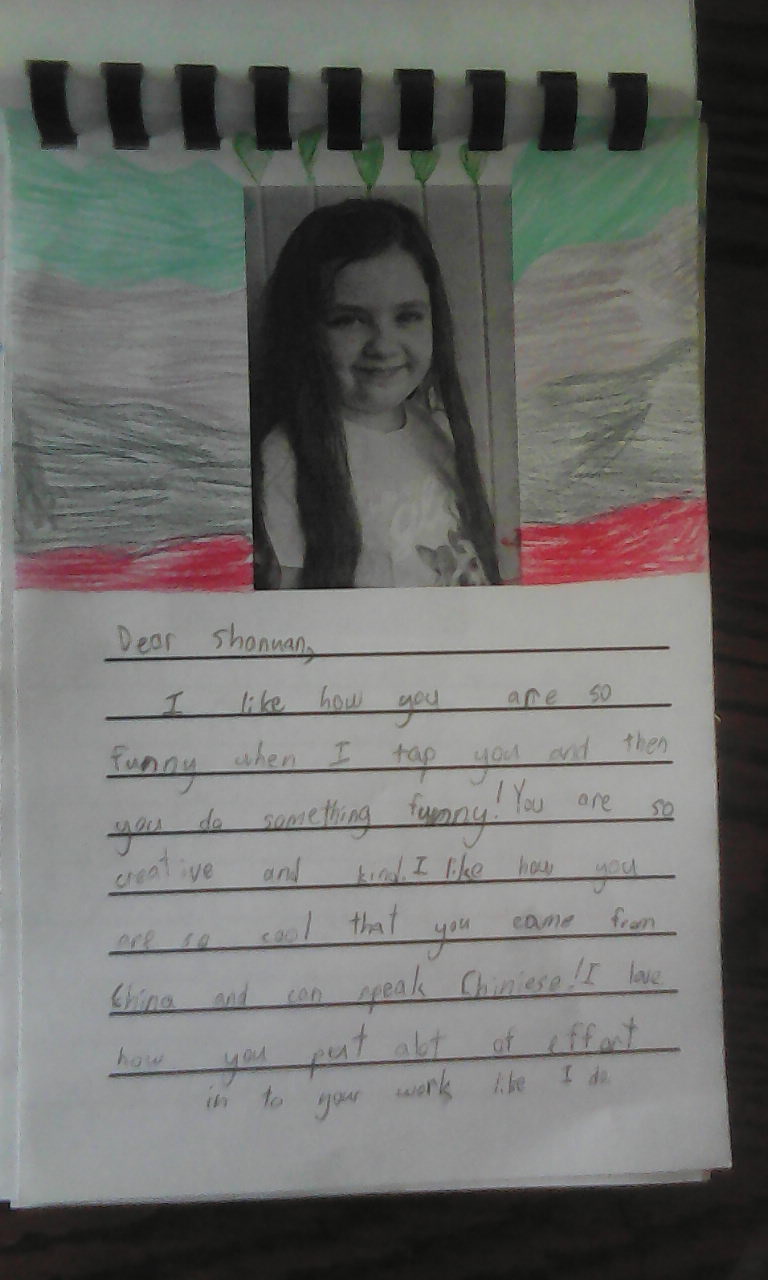 Dear Shonuan,
I like how you are so
funny when I tap you and then
you do something funny! You are so
creative and kind. I like how you
are so cool that you came from
China and can speak Chiniese! I love
how you put alot of effort
in to your work like I do